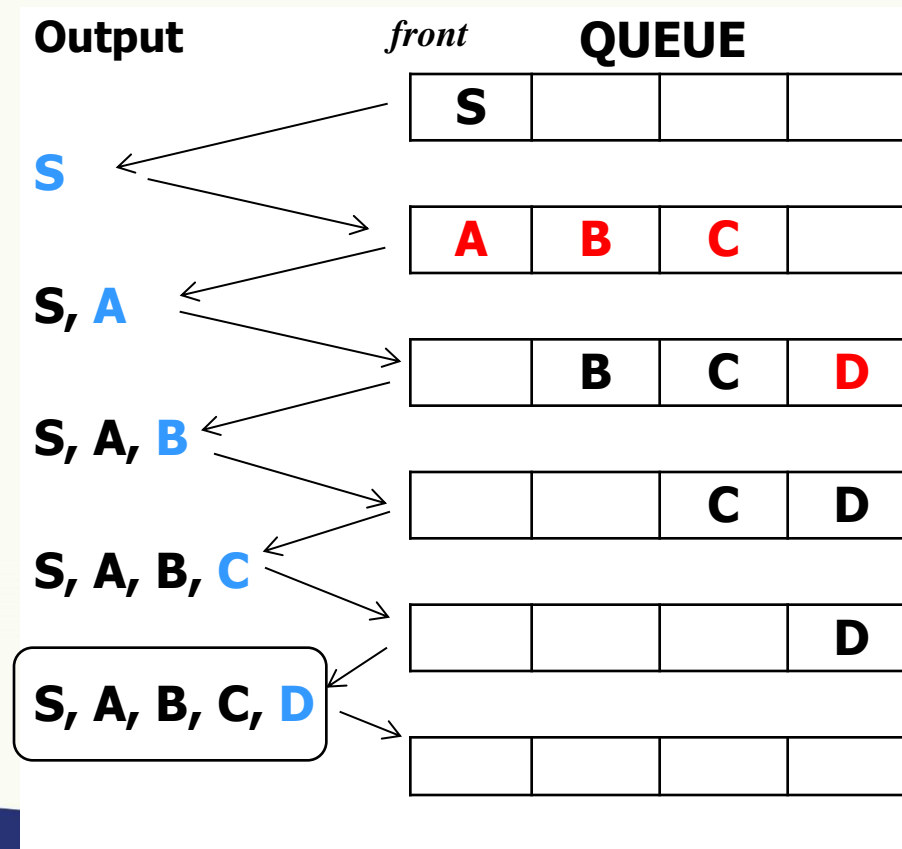 Output front QUEUE
S
S
A B C
S, A
B C D
S, A, B
C D
S, A, B, C
D
S, A, B, C, D